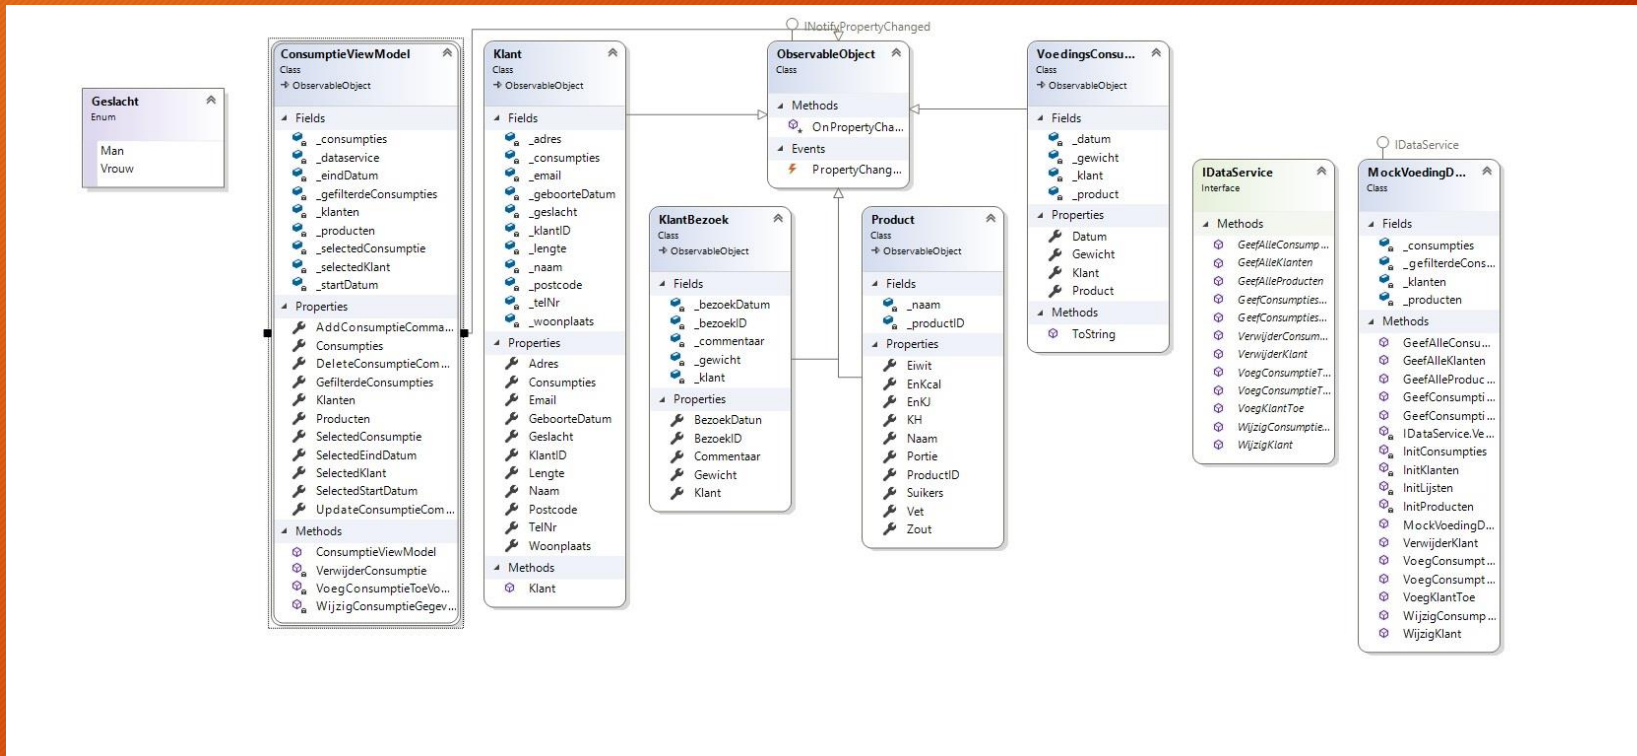 Geslacht
Enum
Man
Vrouw
ConsumptieViewModel
Class
ObservableObject
Fields
_consumpties
_dataservice
_eindDatum
_gefilterdeConsumpties
_klanten
_producten
_selectedConsumptie
_selectedKlant
_startDatum
Properties
AddConsumptieComma...
Consumpties
DeleteConsumptieCom...
GefilterdeConsumpties
Klanten
Producten
SelectedConsumptie
SelectedEindDatum
SelectedKlant
SelectedStartDatum
UpdateConsumptieCom...
Methods
ConsumptieViewModel
VerwijderConsumptie
VoegConsumptieToeVo...
WijzigConsumptieGegev...
Klant
Class
ObservableObject
Fields
_adres
_consumpties
_email
_geboorteDatum
_geslacht
_klantID
_lengte
_naam
_postcode
_telNr
_woonplaats
Properties
Adres
Consumpties
Email
GeboorteDatum
Geslacht
KlantID
Lengte
Naam
Postcode
TelNr
Woonplaats
Methods
Klant
INotifyPropertyChanged
ObservableObject
Class
Methods
OnPropertyCha...
Events
PropertyChang...
KlantBezoek
Class
ObservableObject
Fields
_bezoekDatum
_bezoekID
_commentaar
_gewicht
_klant
Properties
BezoekDatun
BezoekID
Commentaar
Gewicht
Klant
Product
Class
ObservableObject
Fields
_naam
_productID
Properties
Eiwit
EnKcal
EnKJ
KH
Naam
Portie
ProductID
Suikers
Vet
Zout
VoedingsConsu...
Class
ObservableObject
Fields
_datum
_gewicht
_klant
_product
Properties
Datum
Gewicht
Klant
Product
Methods
ToString
IDataService
Interface
Methods
GeefAlleConsump...
GeefAlleKlanten
GeefAlleProducten
GeefConsumpties...
GeefConsumpties...
VerwijderConsum...
VerwijderKlant
VoegConsumptieT...
VoegConsumptieT...
VoegKlantToe
WijzigConsumptie...
WijzigKlant
IDataService
MockVoedingD...
Class
Fields
_consumpties
_gefilterdeCons...
_klanten
_producten
Methods
GeefAlleConsu...
GeefAlleKlanten
GeefAlleProduc...
GeefConsumpti...
GeefConsumpti...
IDataService.Ve...
InitConsumpties
InitKlanten
InitLijsten
InitProducten
MockVoedingD...
VerwijderKlant
VoegConsumpt...
VoegConsumpt...
VoegKlantToe
WijzigConsump...
WijzigKlant